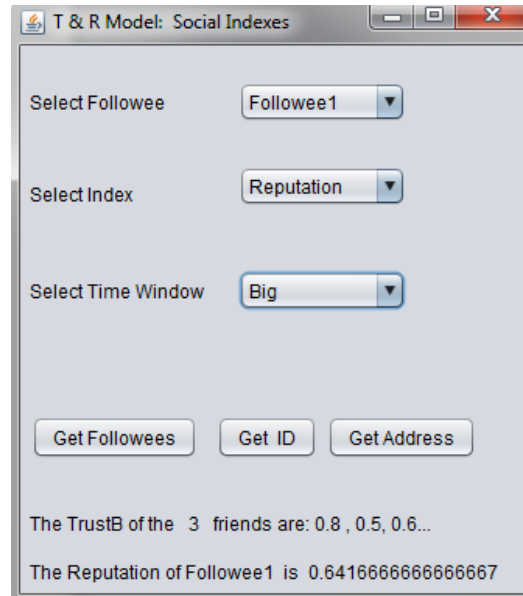 T & R Model: Social Indexes
Select Followee Followee1
Select Index Reputation
Select Time Window Big
Get Followees Get ID Get Address
The TrustB of the 3 friends are: 0.8 , 0.5, 0.6...
The Reputation of Followee1 is 0.6416666666666667